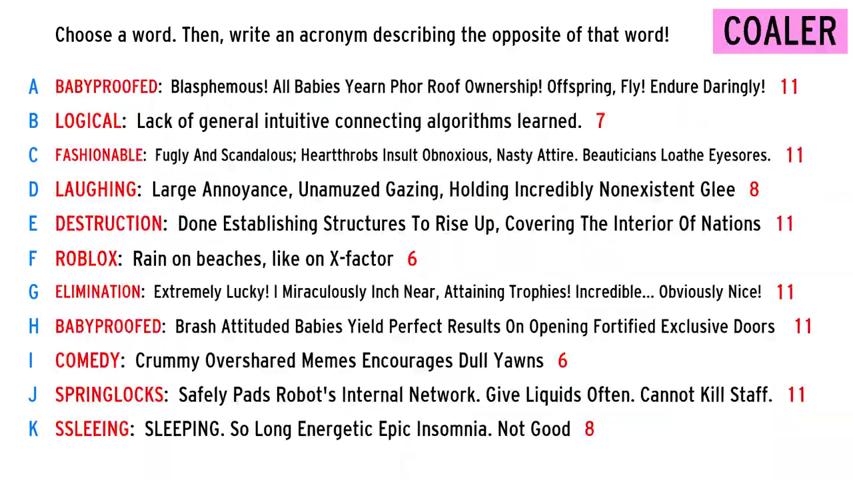 Choose a word. Then, write an acronym describing the opposite of that word!
COALER
A BABYPROOFED: Blasphemous! All Babies Yearn Phor Roof Ownership! Offspring, Fly! Endure Daringly! 11
B LOGICAL: Lack of general intuitive connecting algorithms learned. 7
C FASHIONABLE: Fugly And Scandalous; Heartthrobs Insult Obnoxious, Nasty Attire. Beauticians Loathe Eyesores. 11
D LAUGHING: Large Annoyance, Unamuzed Gazing, Holding Incredibly Nonexistent Glee 8
E DESTRUCTION: Done Establishing Structures To Rise Up, Covering The Interior Of Nations 11
F ROBLOX: Rain on beaches, like on X-factor 6
G ELIMINATION: Extremely Lucky! I Miraculously Inch Near, Attaining Trophies! Incredible... Obviously Nice! 11
H BABYPROOFED: Brash Attituded Babies Yield Perfect Results On Opening Fortified Exclusive Doors 11
I COMEDY: Crummy Overshared Memes Encourages Dull Yawns 6
J SPRINGLOCKS: Safely Pads Robot's Internal Network. Give Liquids Often. Cannot Kill Staff. 11
K SSLEEING: SLEEPING. So Long Energetic Epic Insomnia. Not Good 8